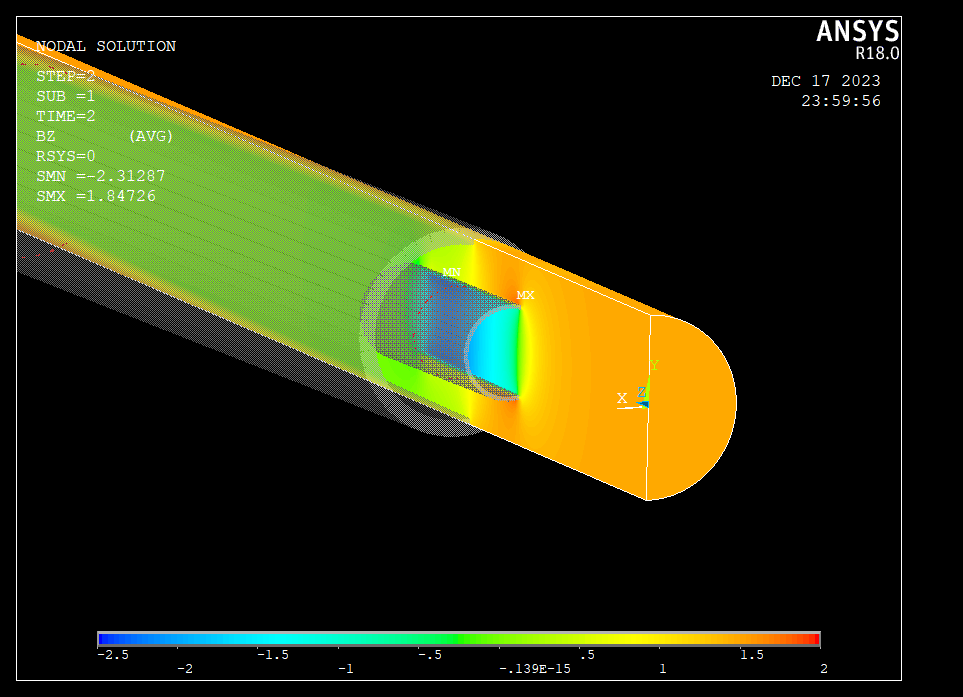 NODAL SOLUTION
STEP=2
SUB =1
TIME=2
BZ (AVG)
RSYS=0
SMN =-2.31287
SMX =1.84726
ANSYS
R18.0
DEC 17 2023
23:59:56
MN
MX
Y
X Z
-2.5 -1.5 -.5 .5 1.5
-2 -1 -.139E-15 1 2